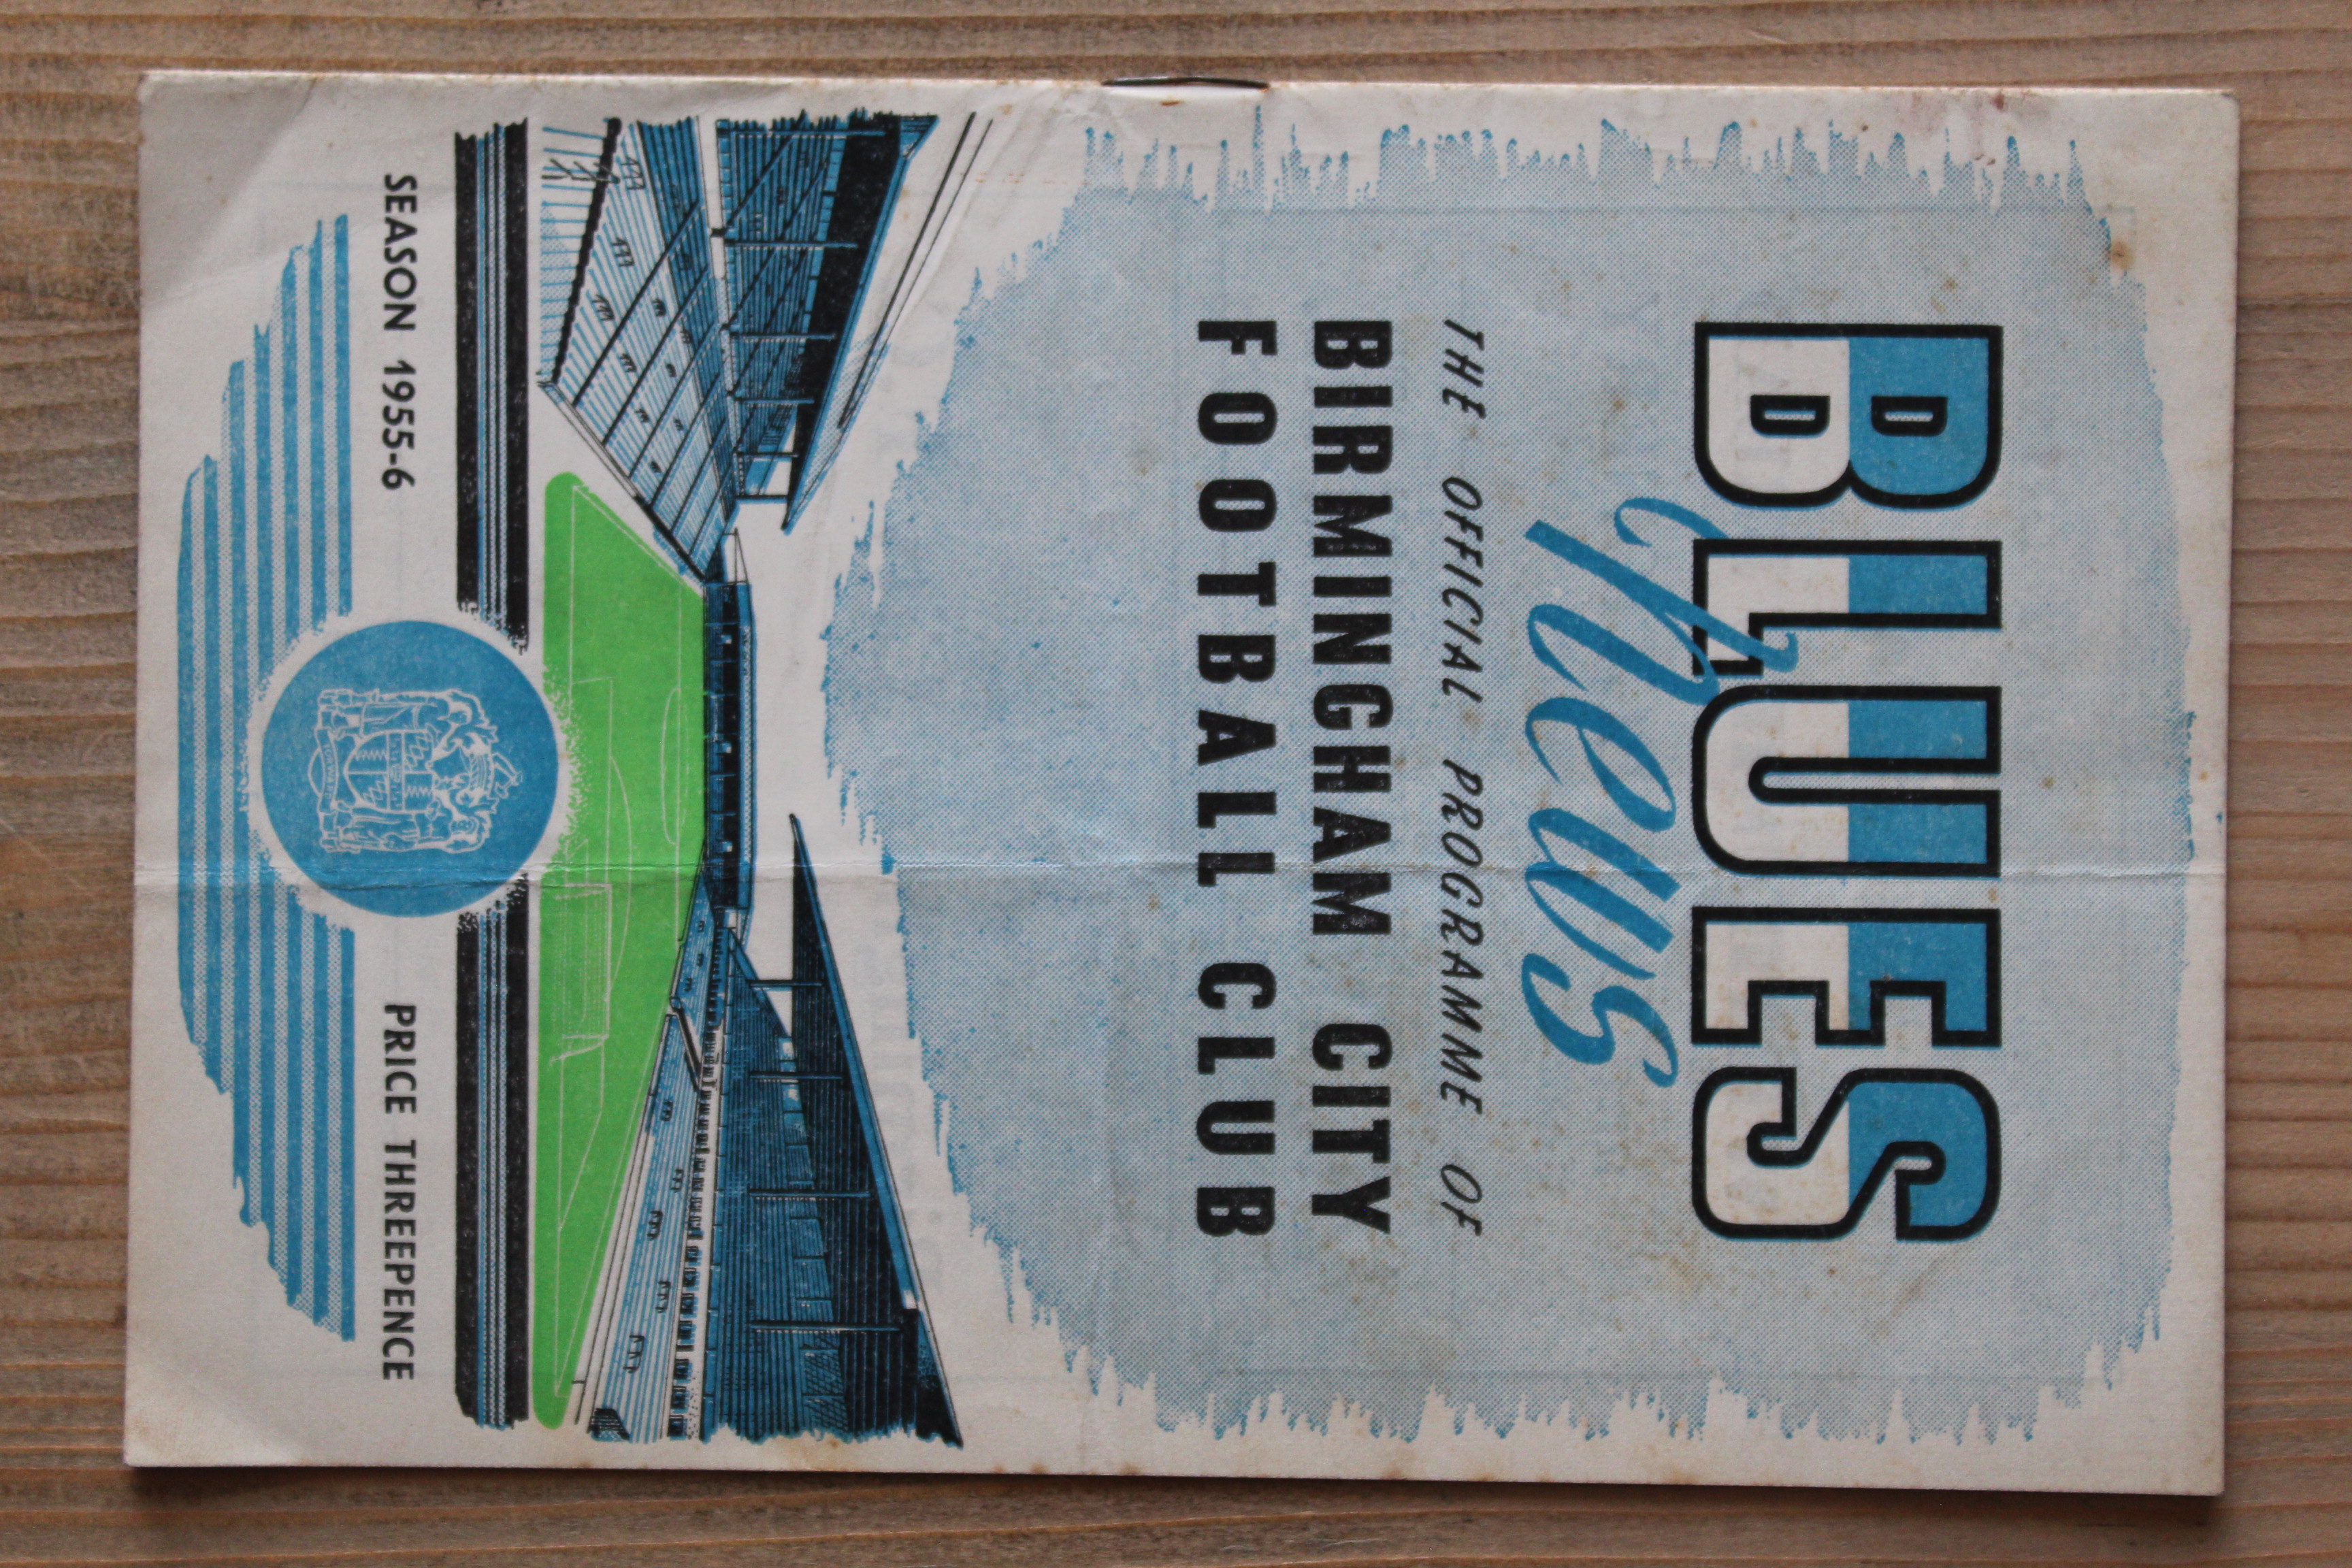 BLUES
news
THE OFFICIAL PROGRAMME OF
BIRMINGHAM CITY
FOOTBALL CLUB
SEASON 1955-6 PRICE THREEPENCE